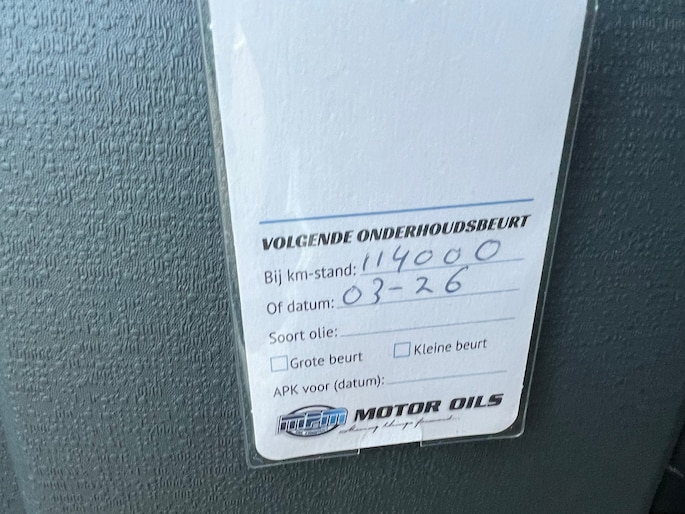 VOLGENDE ONDERHOUDSBEURT
Bij km-stand: 114000
Of datum: 03-26
Soort olie:
Grote beurt Kleine beurt
APK voor (datum):
MPM MOTOR OILS